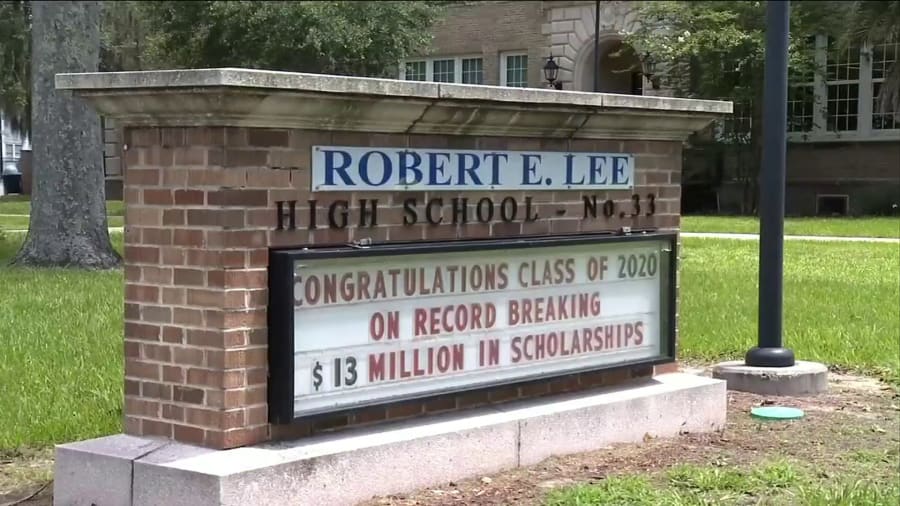 ROBERT E. LEE
HIGH SCHOOL - No.33
CONGRATULATIONS CLASS OF 2020
ON RECORD BREAKING
$13 MILLION IN SCHOLARSHIPS